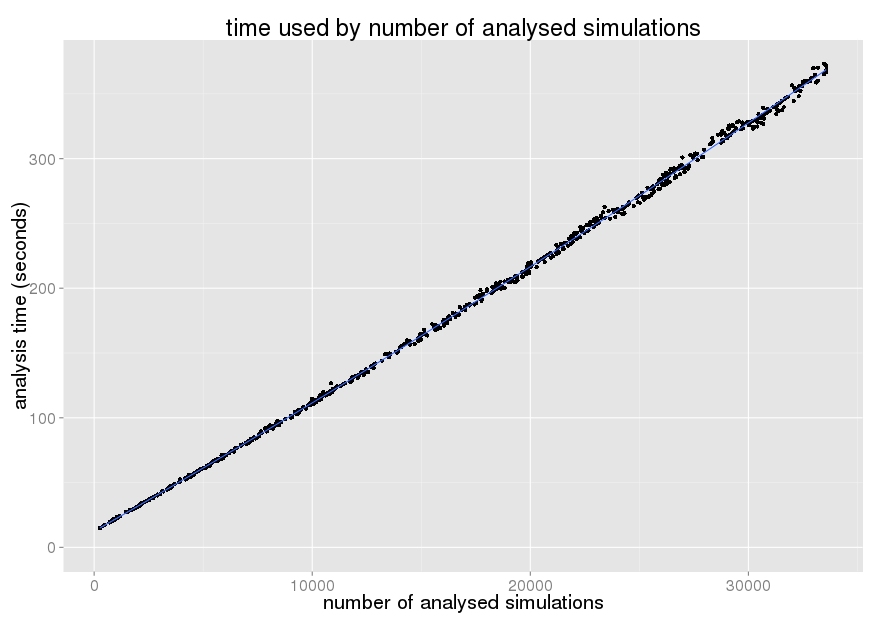 time used by number of analysed simulations
300
200
100
0
analysis time (seconds)
0 10000 20000 30000
number of analysed simulations